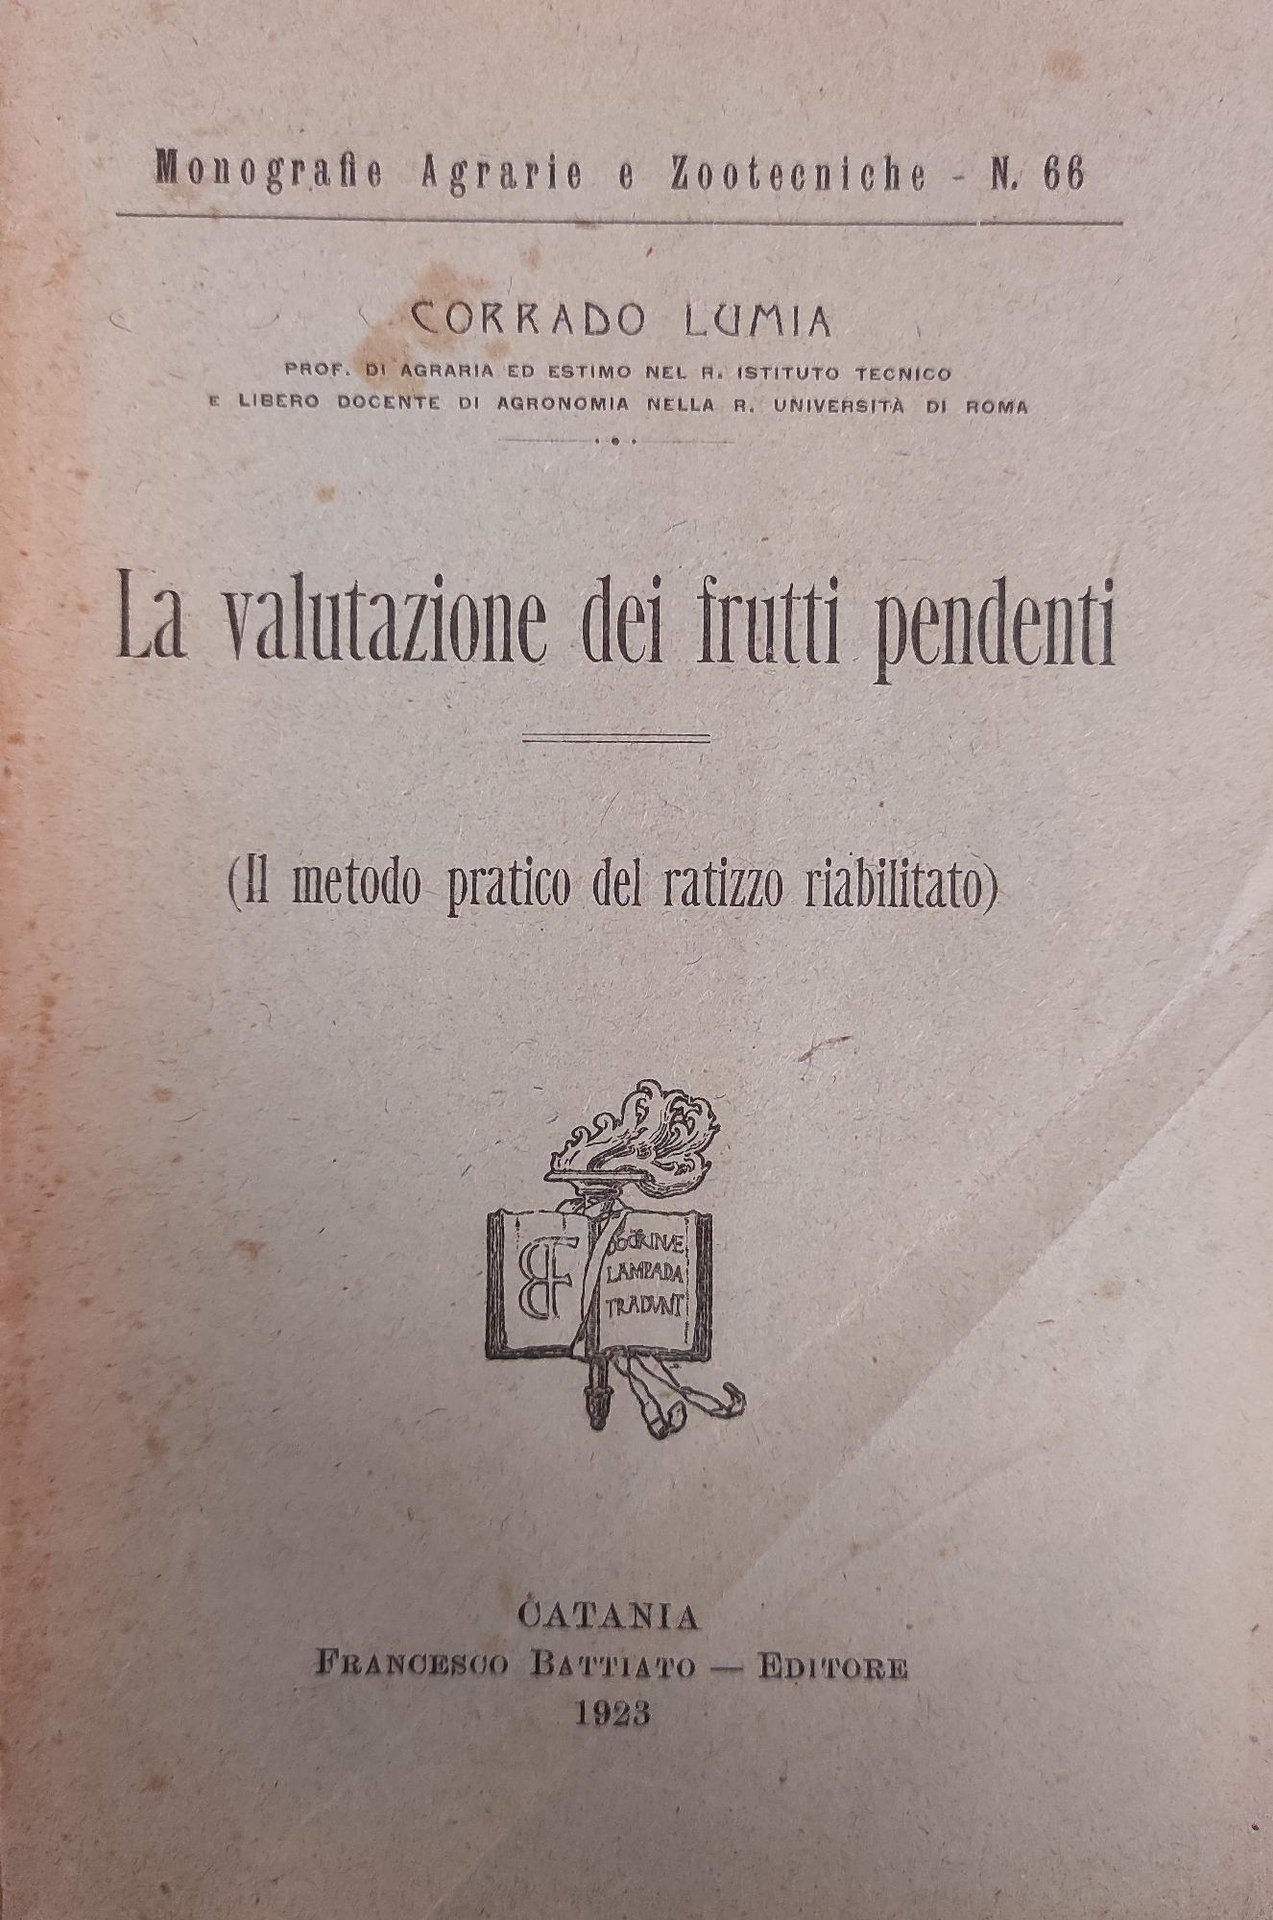 Monografie Agrarie e Zootecniche - N. 66
CORRADO LUMIA
PROF. DI AGRARIA ED ESTIMO NEL R. ISTITUTO TECNICO
E LIBERO DOCENTE DI AGRONOMIA NELLA R. UNIVERSITÀ DI ROMA
La valutazione dei frutti pendenti
(Il metodo pratico del ratizzo riabilitato)
BF
DOCTRINÆ
LAMPADA
TRADVNT
CATANIA
FRANCESCO BATTIATO — EDITORE
1923